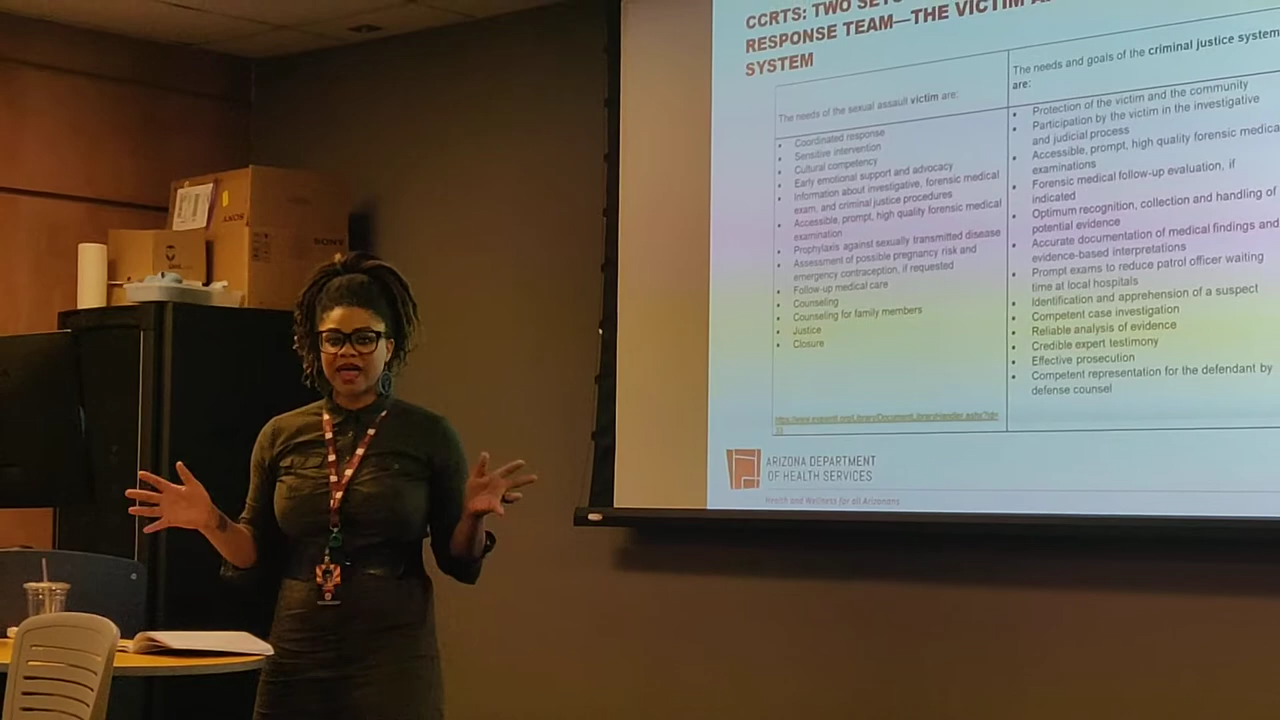 CCRTS: TWO SETS
RESPONSE TEAM—THE VICTIM
SYSTEM
The needs of the sexual assault victim are:
• Coordinated response
• Sensitive intervention
• Cultural competency
• Early emotional support and advocacy
• Information about investigative, forensic medical
exam, and criminal justice procedures
• Accessible, prompt, high quality forensic medical
examination
• Prophylaxis against sexually transmitted disease
• Assessment of possible pregnancy risk and
emergency contraception, if requested
• Follow-up medical care
• Counseling
• Counseling for family members
• Justice
• Closure
The needs and goals of the criminal justice system
are:
• Protection of the victim and the community
• Participation by the victim in the investigative
and judicial process
• Accessible, prompt, high quality forensic medica
examinations
• Forensic medical follow-up evaluation, if
indicated
• Optimum recognition, collection and handling of
potential evidence
• Accurate documentation of medical findings and
evidence-based interpretations
• Prompt exams to reduce patrol officer waiting
time at local hospitals
• Identification and apprehension of a suspect
• Competent case investigation
• Reliable analysis of evidence
• Credible expert testimony
• Effective prosecution
• Competent representation for the defendant by
defense counsel
ARIZONA DEPARTMENT
OF HEALTH SERVICES
Health and Wellness for all Arizonans
SONY
SONY